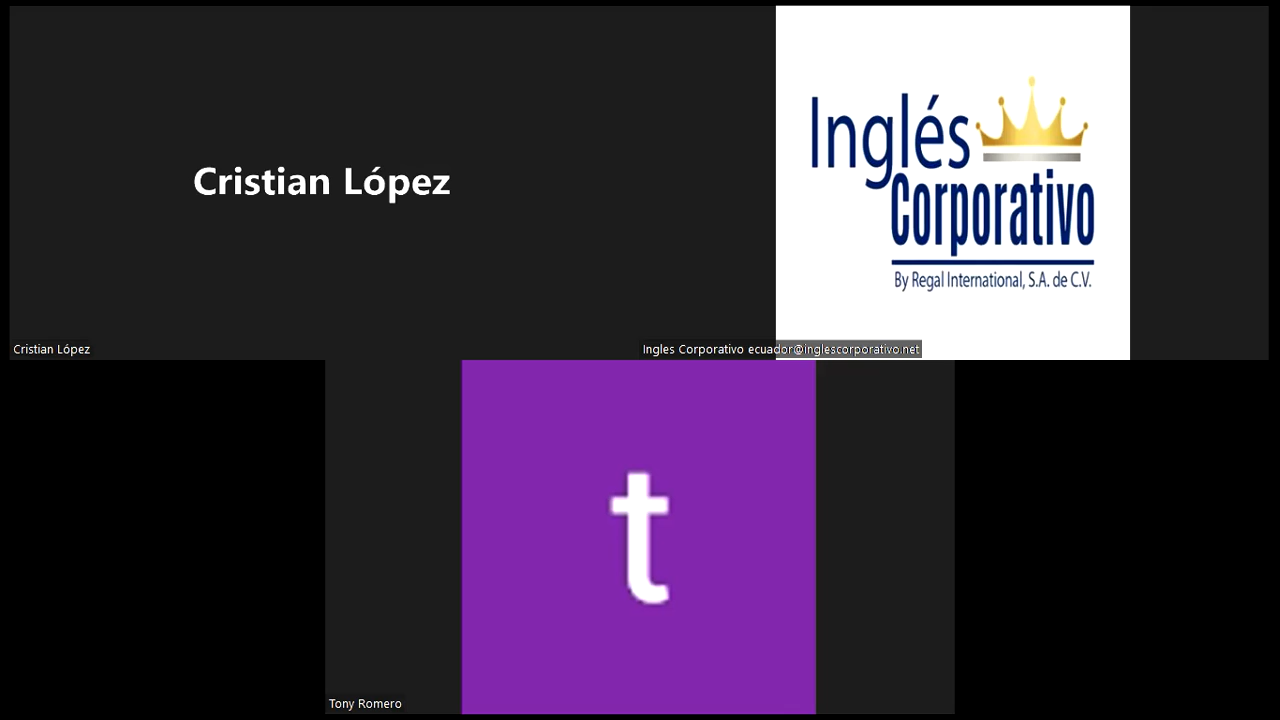 Cristian López
Inglés
Corporativo
By Regal International, S.A. de C.V.
Cristian López
Ingles Corporativo ecuador@inglescorporativo.net
t
Tony Romero